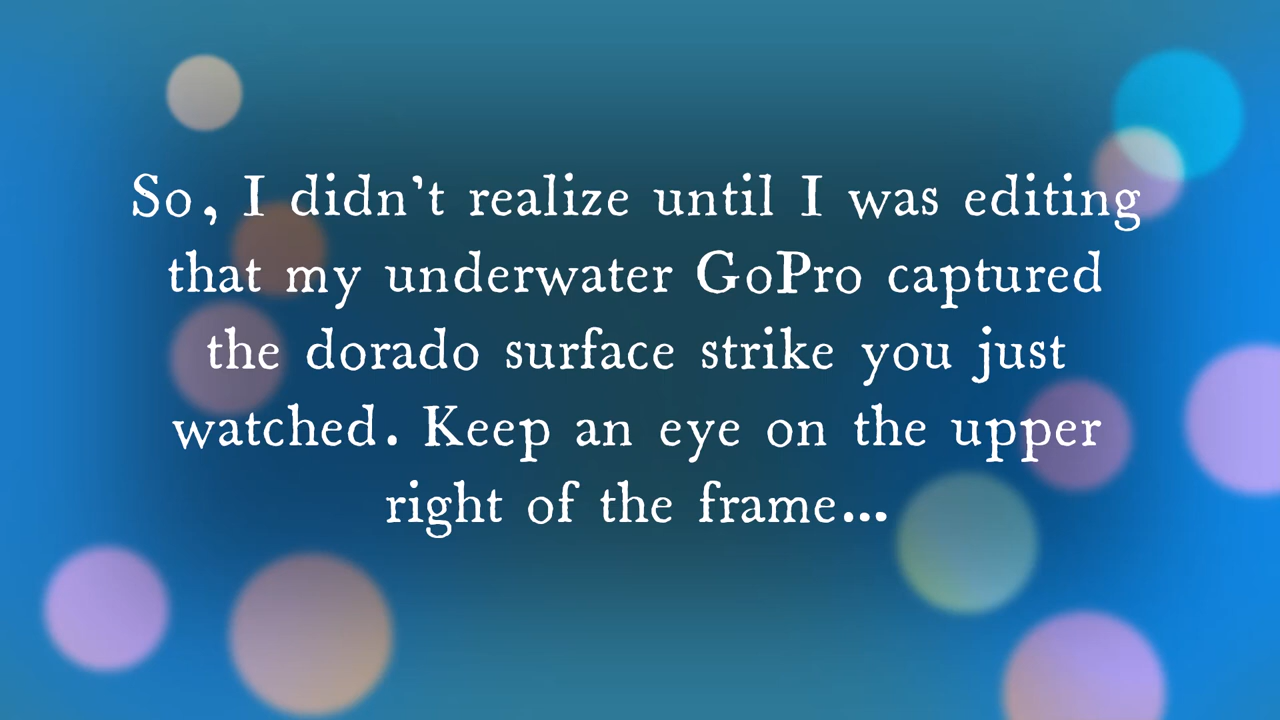 So, I didn't realize until I was editing
that my underwater GoPro captured
the dorado surface strike you just
watched. Keep an eye on the upper
right of the frame...